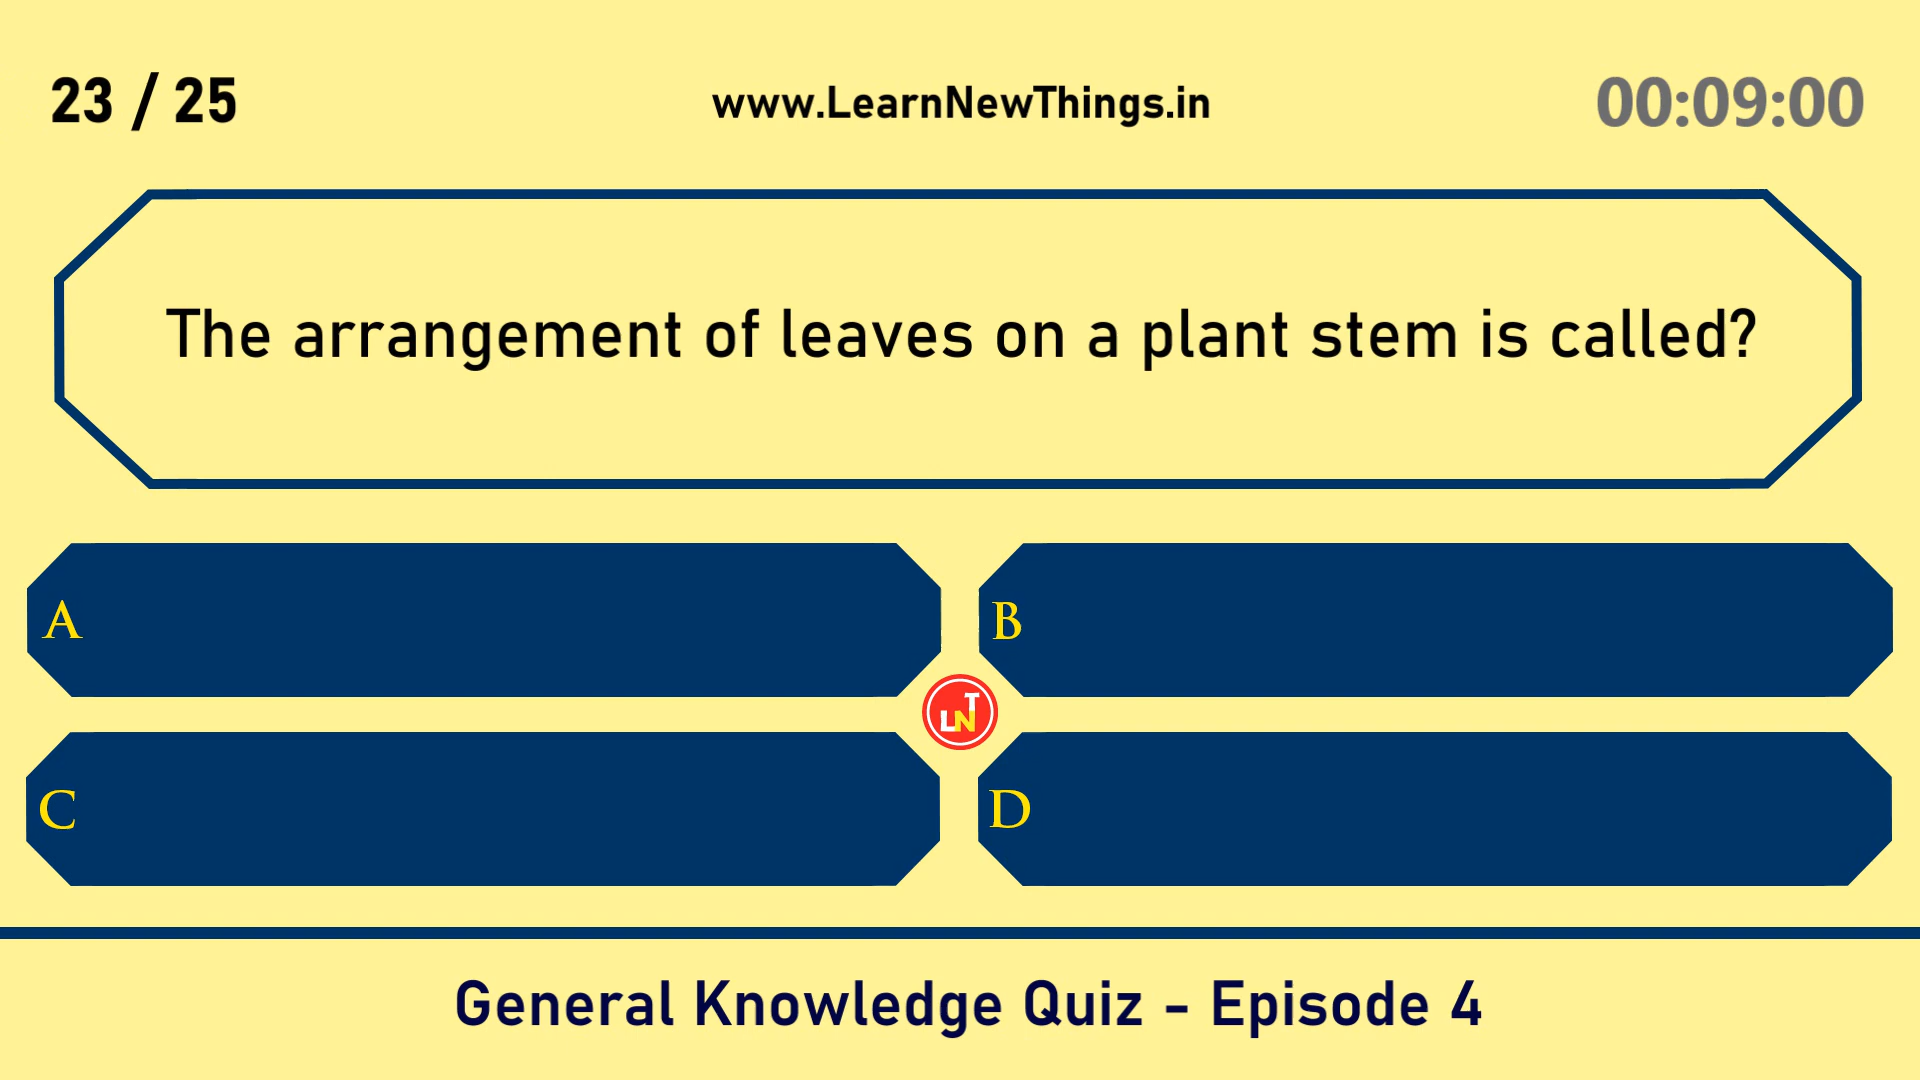 23 / 25
www.LearnNewThings.in
00:09:00
The arrangement of leaves on a plant stem is called?
A
B
LNT
C
D
General Knowledge Quiz - Episode 4